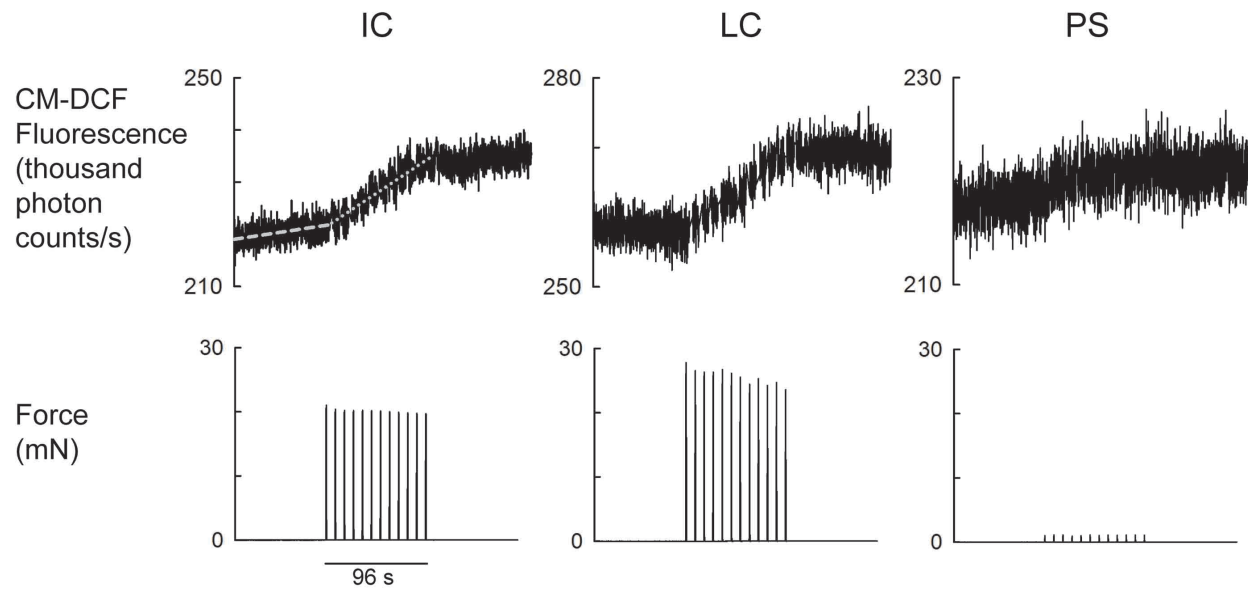 IC
LC
PS
CM-DCF
Fluorescence
(thousand
photon
counts/s)
250
210
280
250
230
210
Force
(mN)
30
0
30
0
30
0
96 s